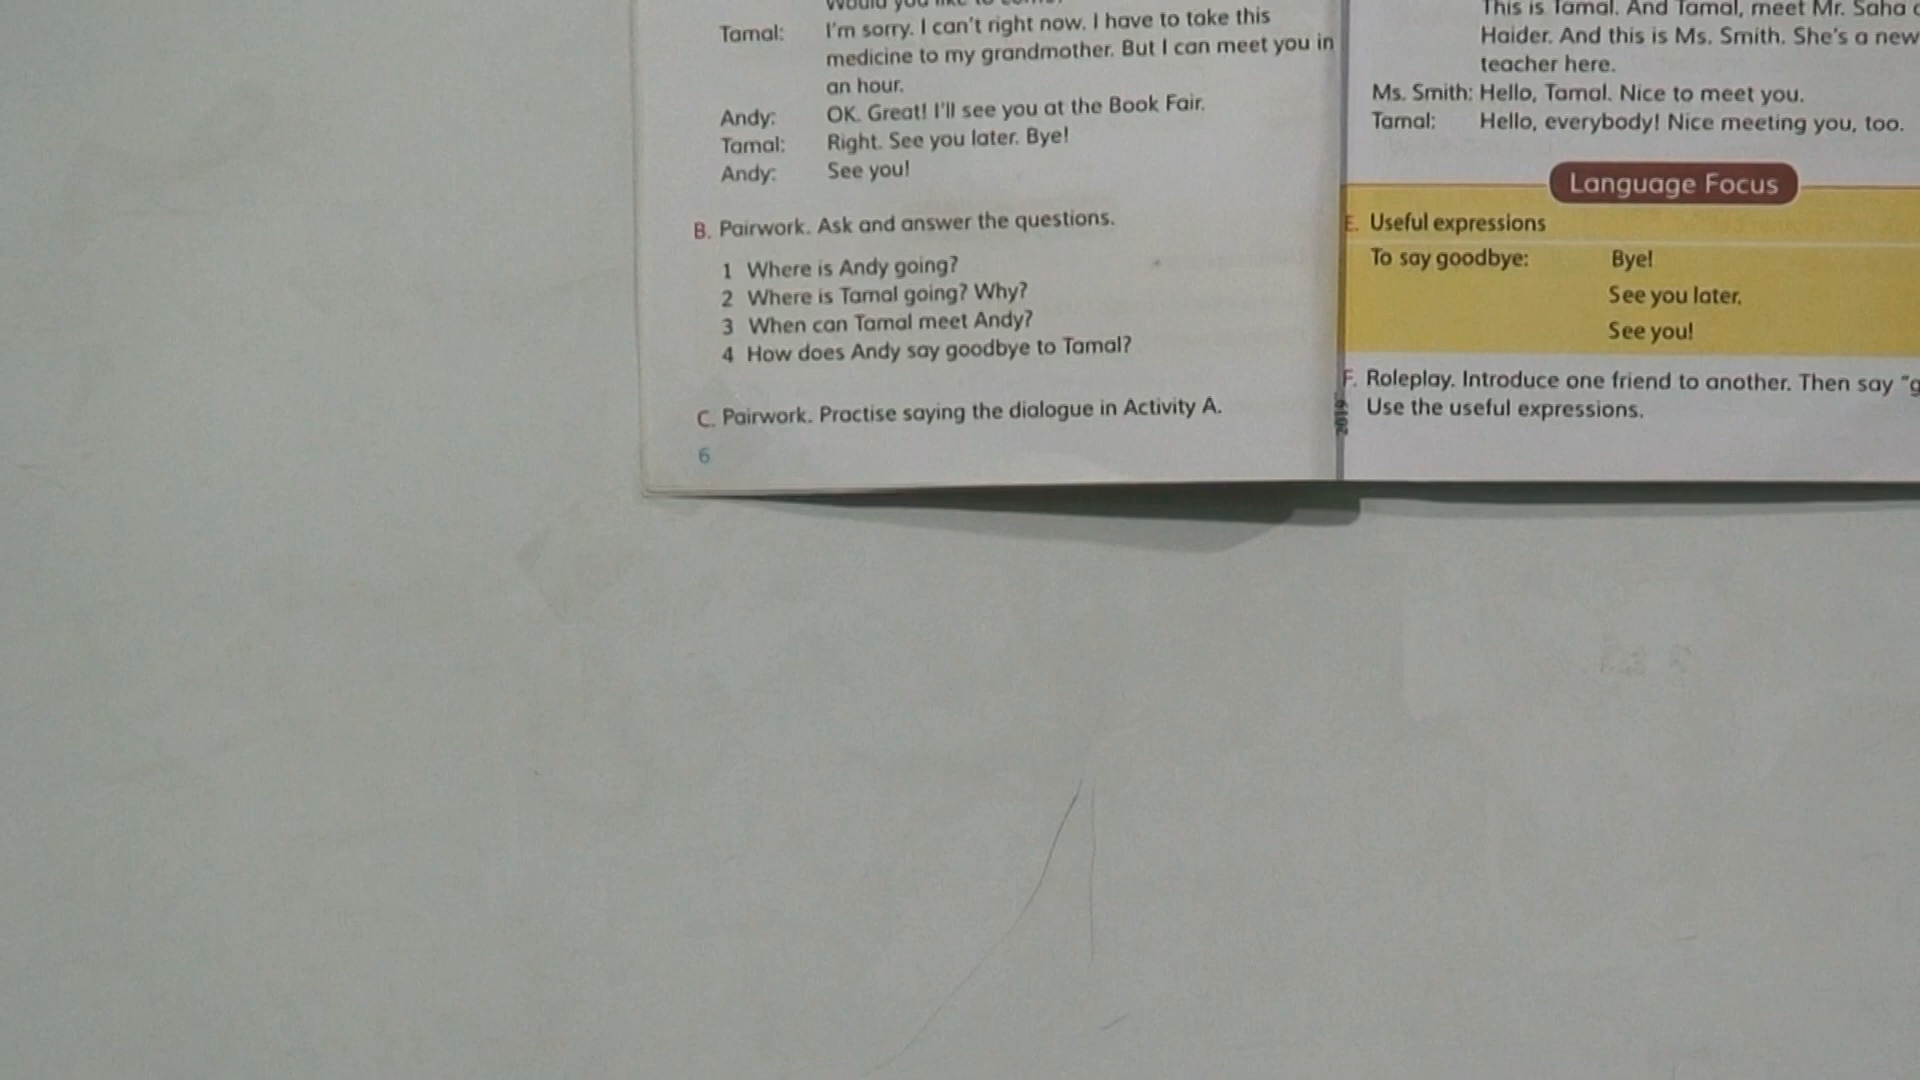 Would you like to come?
Tamal: I'm sorry. I can't right now. I have to take this
medicine to my grandmother. But I can meet you in
an hour.
Andy: OK. Great! I'll see you at the Book Fair.
Tamal: Right. See you later. Bye!
Andy: See you!
B. Pairwork. Ask and answer the questions.
1 Where is Andy going?
2 Where is Tamal going? Why?
3 When can Tamal meet Andy?
4 How does Andy say goodbye to Tamal?
C. Pairwork. Practise saying the dialogue in Activity A.
6
This is Tamal. And Tamal, meet Mr. Saha
Haider. And this is Ms. Smith. She's a new
teacher here.
Ms. Smith: Hello, Tamal. Nice to meet you.
Tamal: Hello, everybody! Nice meeting you, too.
Language Focus
E. Useful expressions
To say goodbye: Bye!
See you later.
See you!
F. Roleplay. Introduce one friend to another. Then say "g
Use the useful expressions.
2019